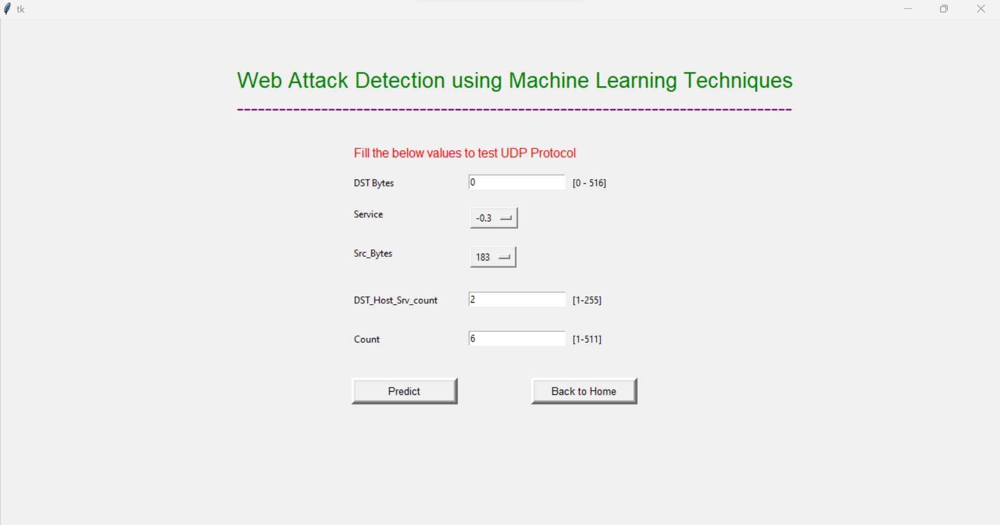 tk
Web Attack Detection using Machine Learning Techniques
--------------------------------------------------------------------------------
Fill the below values to test UDP Protocol
DST Bytes 0 [0 - 516]
Service -0.3
Src_Bytes 183
DST_Host_Srv_count 2 [1-255]
Count 6 [1-511]
Predict Back to Home